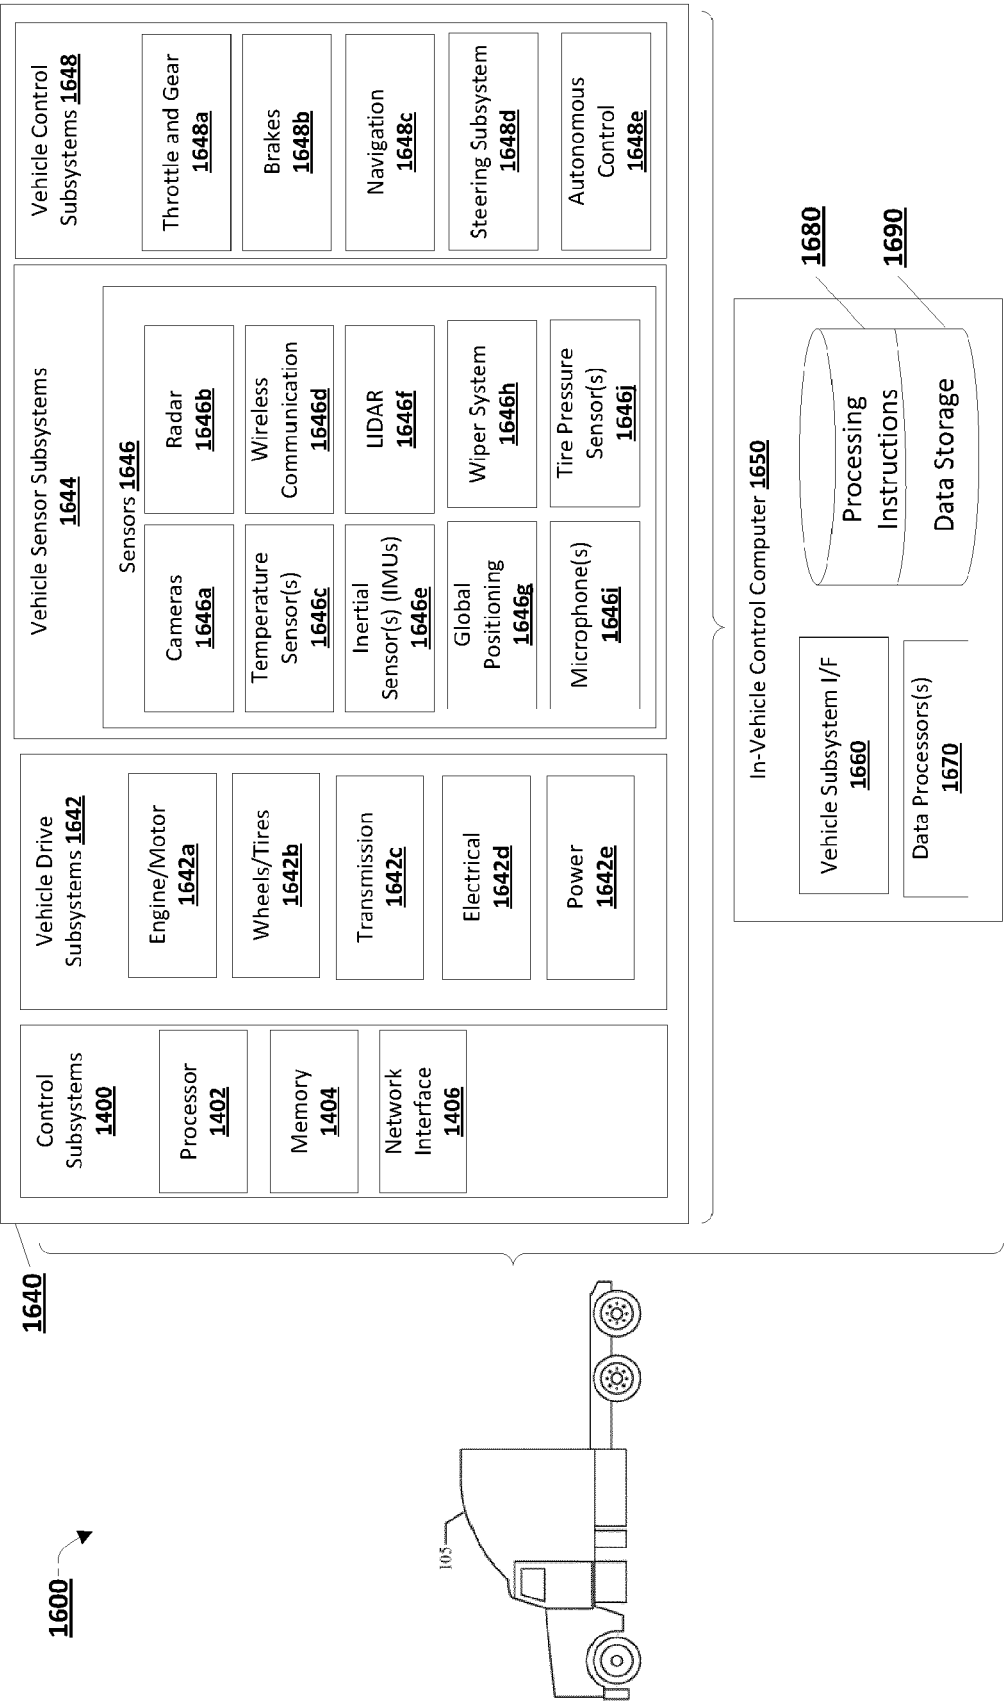 1600
105
1640
Control
Subsystems
1400
Processor
1402
Memory
1404
Network
Interface
1406
Vehicle Drive
Subsystems 1642
Engine/Motor
1642a
Wheels/Tires
1642b
Transmission
1642c
Electrical
1642d
Power
1642e
Vehicle Sensor Subsystems
1644
Sensors 1646
Cameras
1646a
Radar
1646b
Temperature
Sensor(s)
1646c
Wireless
Communication
1646d
Inertial
Sensor(s) (IMUs)
1646e
LIDAR
1646f
Global
Positioning
1646g
Wiper System
1646h
Microphone(s)
1646i
Tire Pressure
Sensor(s)
1646j
Vehicle Control
Subsystems 1648
Throttle and Gear
1648a
Brakes
1648b
Navigation
1648c
Steering Subsystem
1648d
Autonomous
Control
1648e
In-Vehicle Control Computer 1650
Vehicle Subsystem I/F
1660
Data Processors(s)
1670
Processing
Instructions
Data Storage
1680
1690